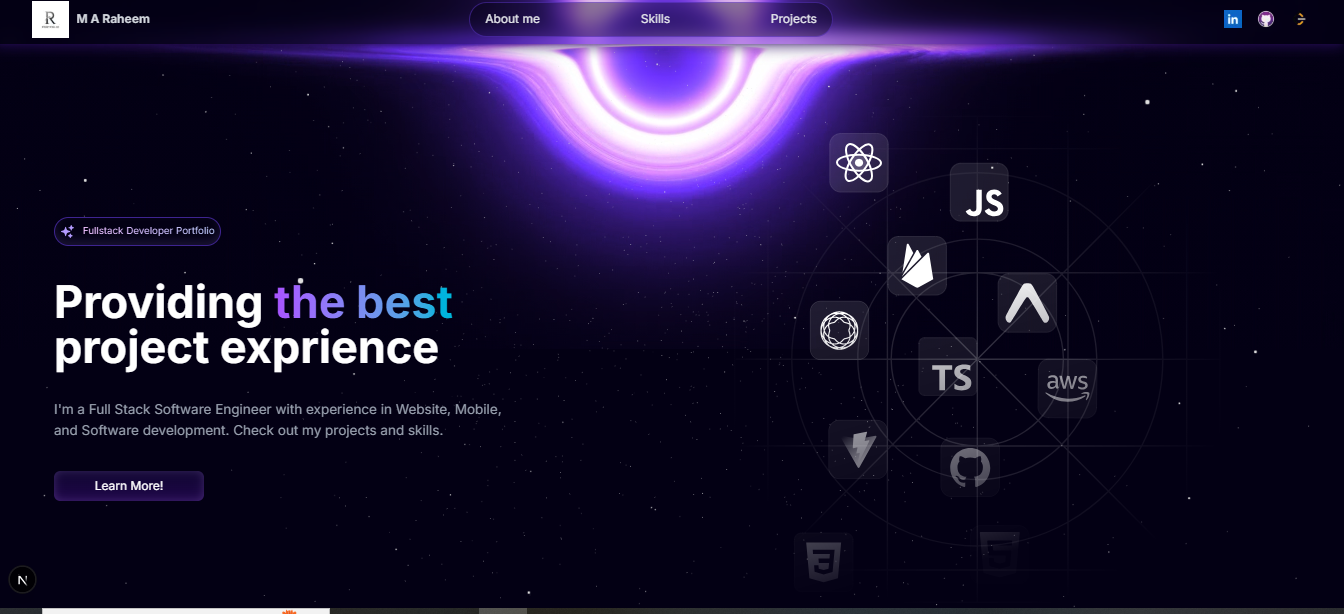 R
M A Raheem
About me
Skills
Projects
in
Fullstack Developer Portfolio
Providing the best
project exprience
I'm a Full Stack Software Engineer with experience in Website, Mobile,
and Software development. Check out my projects and skills.
Learn More!
JS
TS
aws
3
N